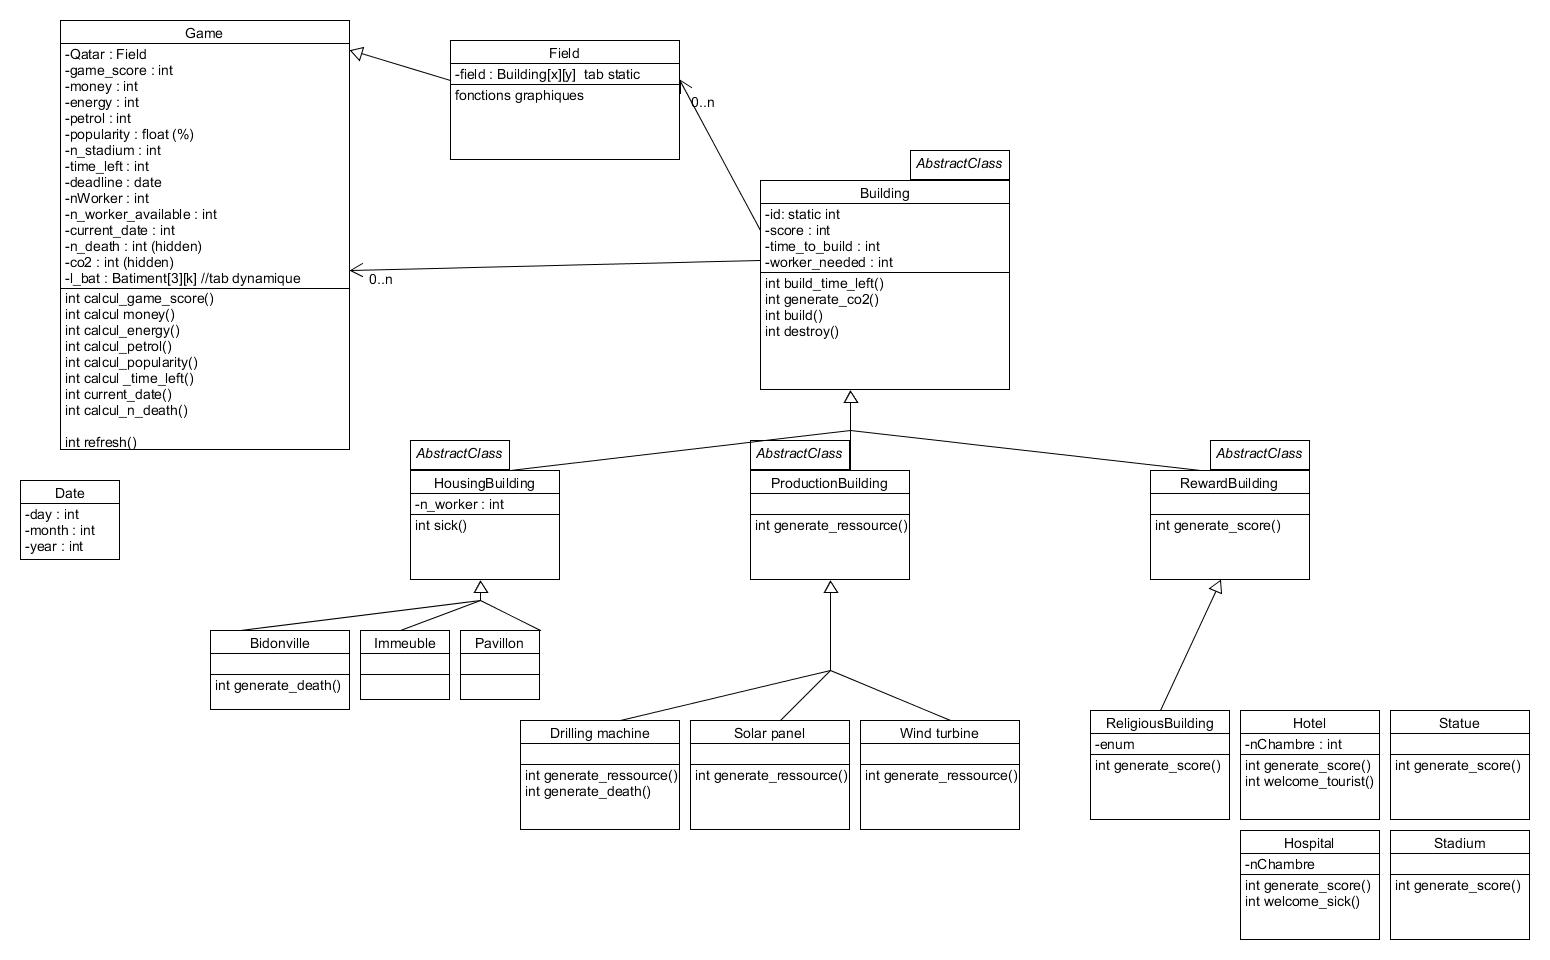 Game
-Qatar : Field
-game_score : int
-money : int
-energy : int
-petrol : int
-popularity : float (%)
-n_stadium : int
-time_left : int
-deadline : date
-nWorker : int
-n_worker_available : int
-current_date : int
-n_death : int (hidden)
-co2 : int (hidden)
-l_bat : Batiment[3][k] //tab dynamique
int calcul_game_score()
int calcul money()
int calcul_energy()
int calcul_petrol()
int calcul_popularity()
int calcul _time_left()
int current_date()
int calcul_n_death()
int refresh()
Field
-field : Building[x][y]  tab static
fonctions graphiques
0..n
0..n
AbstractClass
Building
-id: static int
-score : int
-time_to_build : int
-worker_needed : int
int build_time_left()
int generate_co2()
int build()
int destroy()
Date
-day : int
-month : int
-year : int
AbstractClass
HousingBuilding
-n_worker : int
int sick()
AbstractClass
ProductionBuilding
int generate_ressource()
AbstractClass
RewardBuilding
int generate_score()
Bidonville
int generate_death()
Immeuble
Pavillon
Drilling machine
int generate_ressource()
int generate_death()
Solar panel
int generate_ressource()
Wind turbine
int generate_ressource()
ReligiousBuilding
-enum
int generate_score()
Hotel
-nChambre : int
int generate_score()
int welcome_tourist()
Statue
int generate_score()
Hospital
-nChambre
int generate_score()
int welcome_sick()
Stadium
int generate_score()